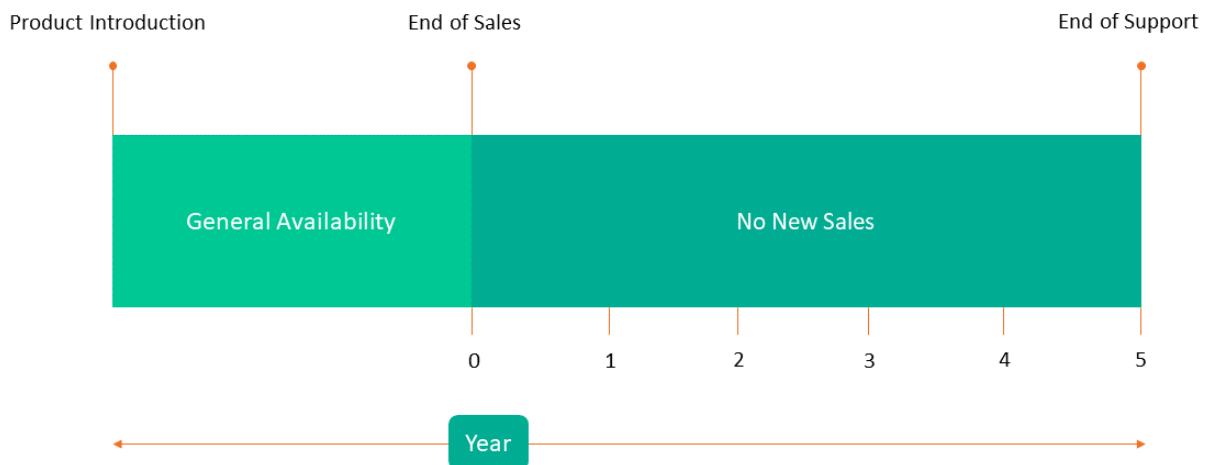 Product Introduction
End of Sales
End of Support
General Availability
No New Sales
0
1
2
3
4
5
Year